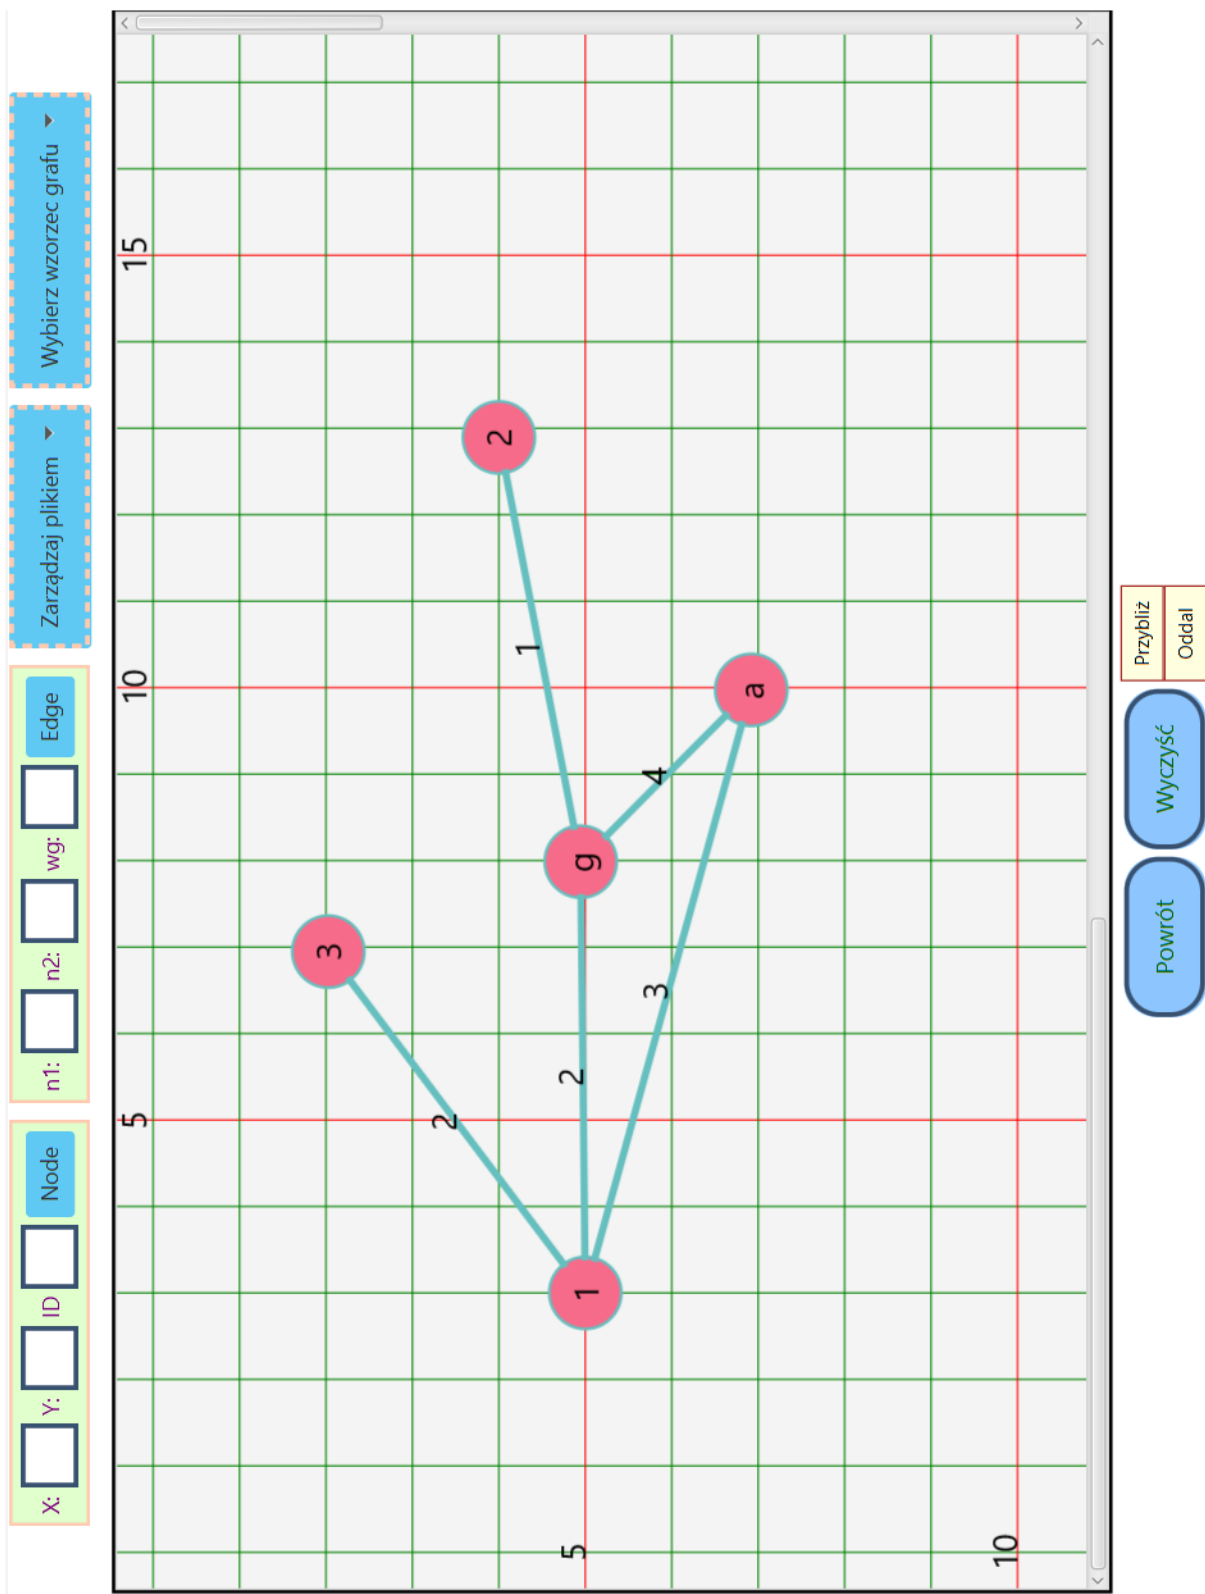 X:
Y:
ID
Node
n1:
n2:
wg:
Edge
Zarządzaj plikiem
Wybierz wzorzec grafu
5
10
15
5
10
3
2
g
1
a
2
2
3
4
1
Powrót
Wyczyść
Przybliż
Oddal